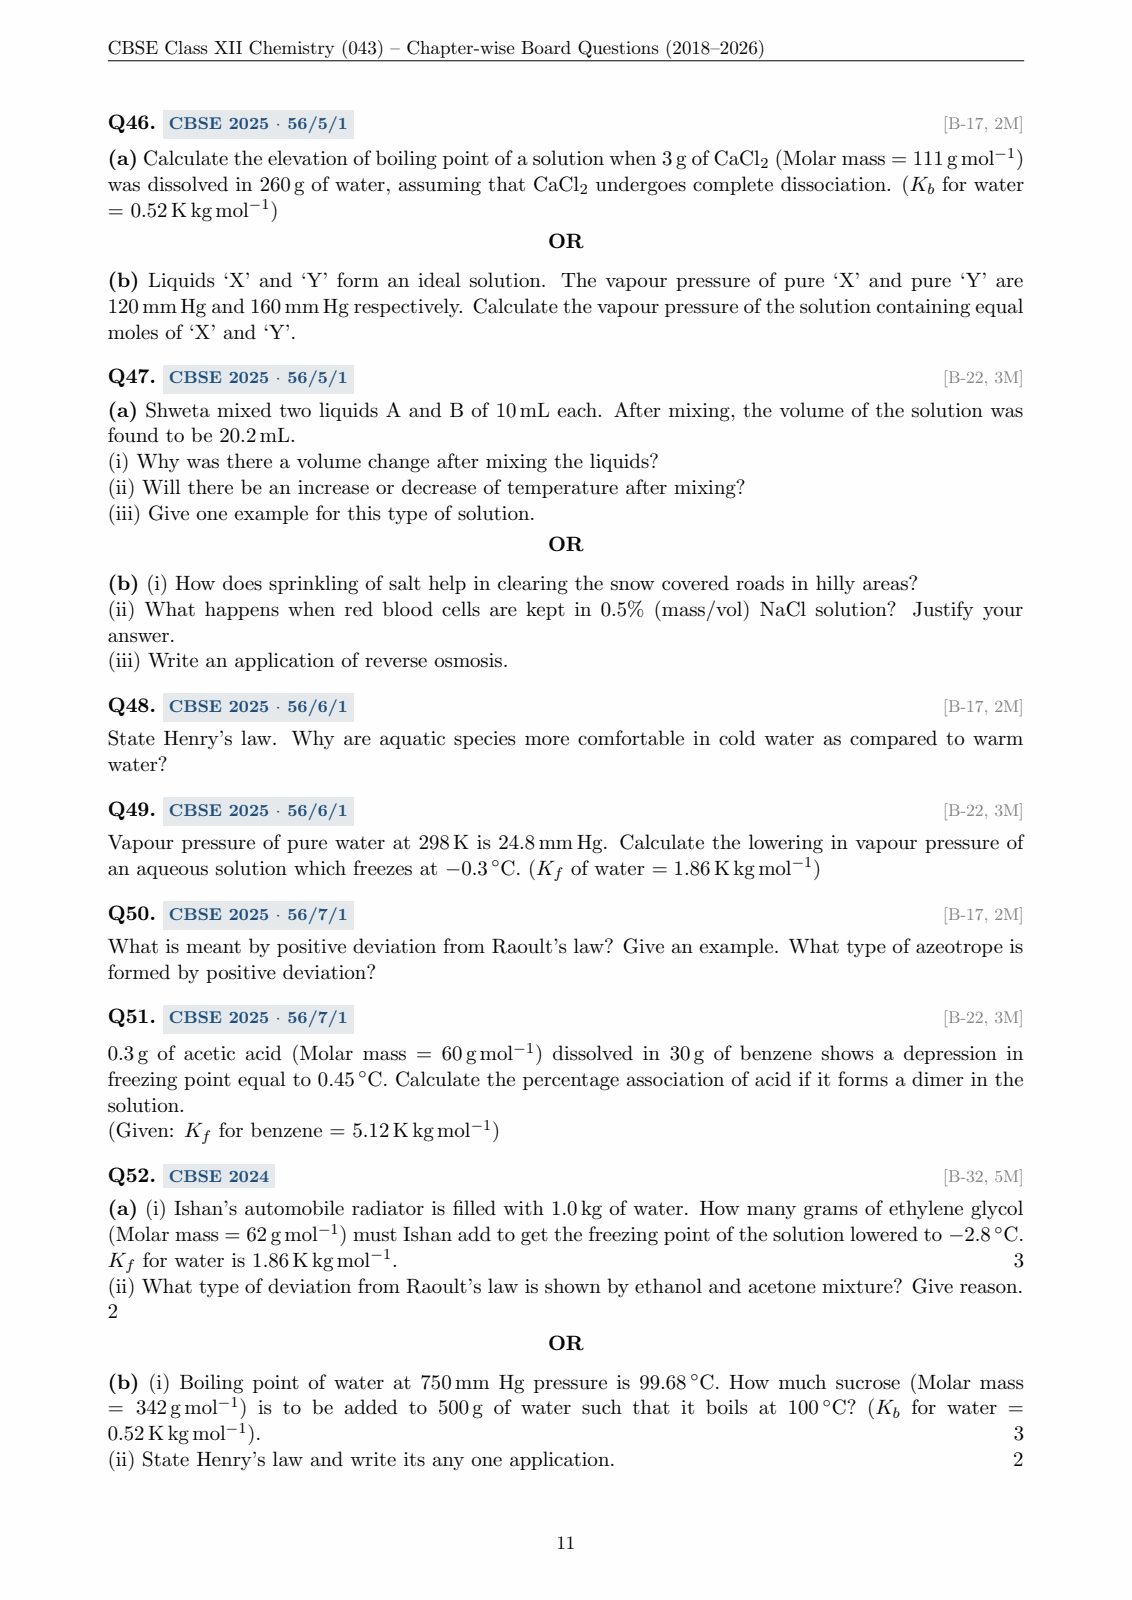 CBSE Class XII Chemistry (043) – Chapter-wise Board Questions (2018–2026)
Q46. CBSE 2025 · 56/5/1 [B-17, 2M]
(a) Calculate the elevation of boiling point of a solution when 3 g of CaCl₂ (Molar mass = 111 g mol⁻¹)
was dissolved in 260 g of water, assuming that CaCl₂ undergoes complete dissociation. (K_b for water
= 0.52 K kg mol⁻¹)
OR
(b) Liquids ‘X’ and ‘Y’ form an ideal solution. The vapour pressure of pure ‘X’ and pure ‘Y’ are
120 mm Hg and 160 mm Hg respectively. Calculate the vapour pressure of the solution containing equal
moles of ‘X’ and ‘Y’.
Q47. CBSE 2025 · 56/5/1 [B-22, 3M]
(a) Shweta mixed two liquids A and B of 10 mL each. After mixing, the volume of the solution was
found to be 20.2 mL.
(i) Why was there a volume change after mixing the liquids?
(ii) Will there be an increase or decrease of temperature after mixing?
(iii) Give one example for this type of solution.
OR
(b) (i) How does sprinkling of salt help in clearing the snow covered roads in hilly areas?
(ii) What happens when red blood cells are kept in 0.5% (mass/vol) NaCl solution? Justify your
answer.
(iii) Write an application of reverse osmosis.
Q48. CBSE 2025 · 56/6/1 [B-17, 2M]
State Henry’s law. Why are aquatic species more comfortable in cold water as compared to warm
water?
Q49. CBSE 2025 · 56/6/1 [B-22, 3M]
Vapour pressure of pure water at 298 K is 24.8 mm Hg. Calculate the lowering in vapour pressure of
an aqueous solution which freezes at −0.3 °C. (K_f of water = 1.86 K kg mol⁻¹)
Q50. CBSE 2025 · 56/7/1 [B-17, 2M]
What is meant by positive deviation from Raoult’s law? Give an example. What type of azeotrope is
formed by positive deviation?
Q51. CBSE 2025 · 56/7/1 [B-22, 3M]
0.3 g of acetic acid (Molar mass = 60 g mol⁻¹) dissolved in 30 g of benzene shows a depression in
freezing point equal to 0.45 °C. Calculate the percentage association of acid if it forms a dimer in the
solution.
(Given: K_f for benzene = 5.12 K kg mol⁻¹)
Q52. CBSE 2024 [B-32, 5M]
(a) (i) Ishan’s automobile radiator is filled with 1.0 kg of water. How many grams of ethylene glycol
(Molar mass = 62 g mol⁻¹) must Ishan add to get the freezing point of the solution lowered to −2.8 °C.
K_f for water is 1.86 K kg mol⁻¹. 3
(ii) What type of deviation from Raoult’s law is shown by ethanol and acetone mixture? Give reason.
2
OR
(b) (i) Boiling point of water at 750 mm Hg pressure is 99.68 °C. How much sucrose (Molar mass
= 342 g mol⁻¹) is to be added to 500 g of water such that it boils at 100 °C? (K_b for water =
0.52 K kg mol⁻¹). 3
(ii) State Henry’s law and write its any one application. 2
11